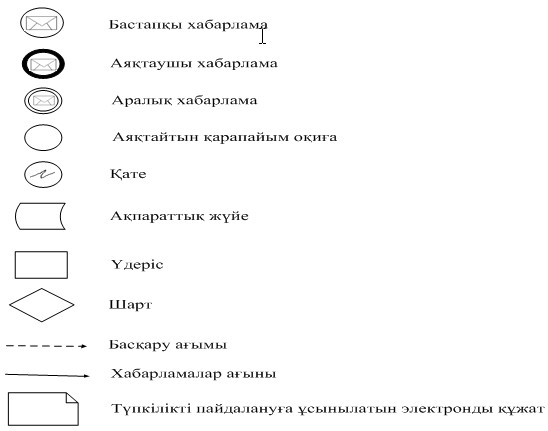 Бастапқы хабарлама
Аяқтаушы хабарлама
Аралық хабарлама
Аяқтайтын қарапайым оқиға
Қате
Ақпараттық жүйе
Үдеріс
Шарт
Басқару ағымы
Хабарламалар ағыны
Түпкілікті пайдалануға ұсынылатын электронды құжат